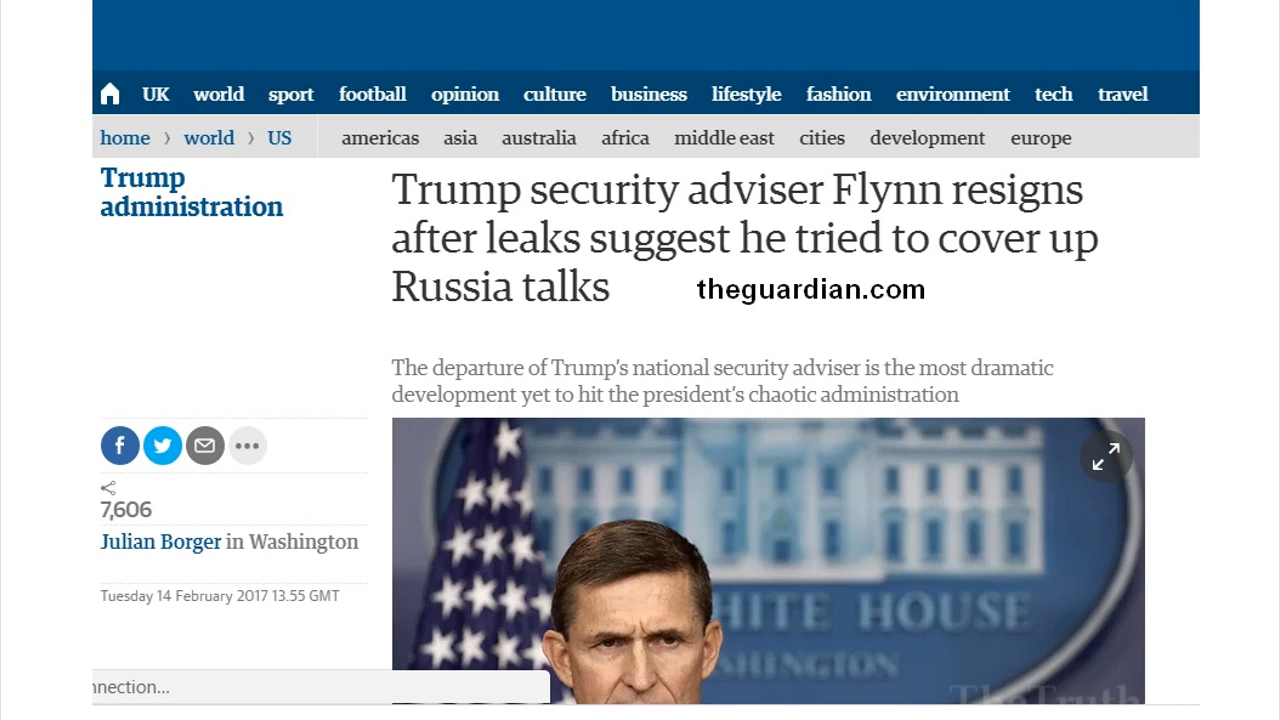 UK world sport football opinion culture business lifestyle fashion environment tech travel
home › world › US americas asia australia africa middle east cities development europe
Trump
administration
Trump security adviser Flynn resigns
after leaks suggest he tried to cover up
Russia talks theguardian.com
The departure of Trump's national security adviser is the most dramatic
development yet to hit the president's chaotic administration
7,606
Julian Borger in Washington
Tuesday 14 February 2017 13.55 GMT
HITE HOUSE
SHINGTON
nnection...
TheTruth